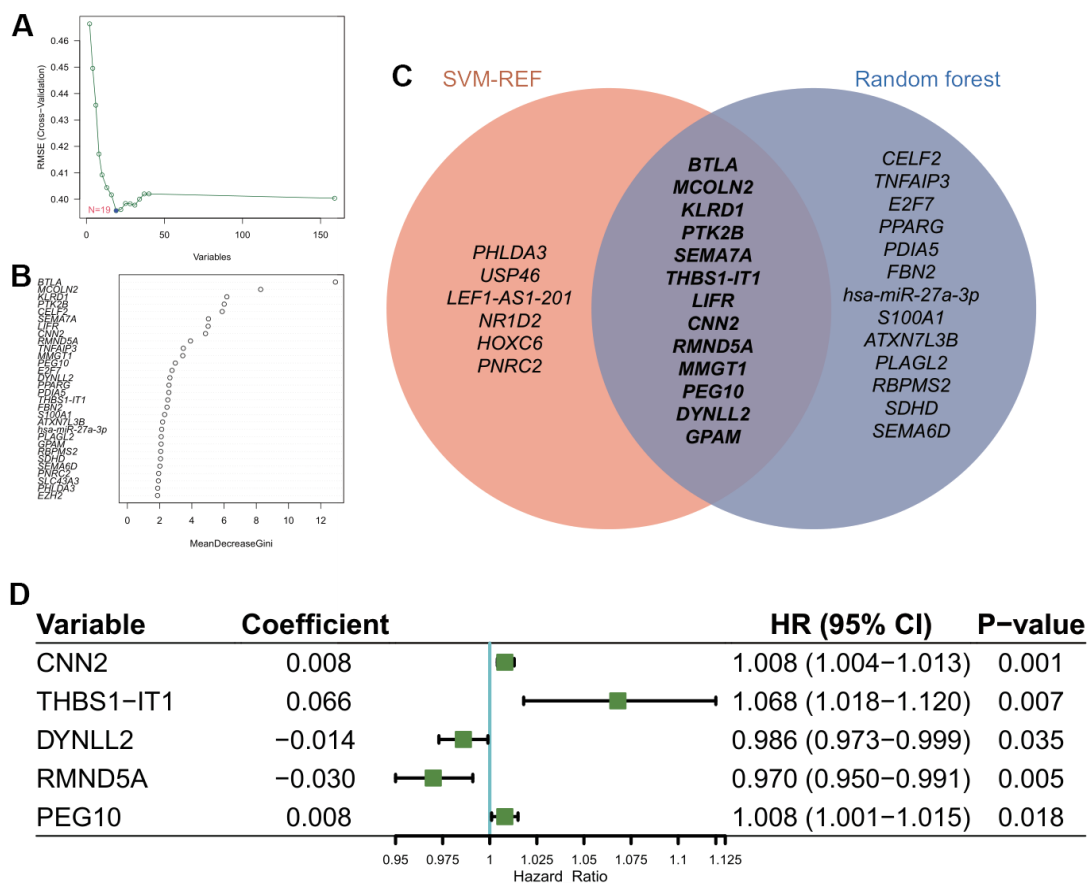 A
RMSE (Cross-Validation)
0.46
0.45
0.44
0.43
0.42
0.41
0.40
N=19
0 50 100 150
Variables
B
BTLA
MCOLN2
KLRD1
PTK2B
CELF2
SEMA7A
LIFR
CNN2
RMND5A
TNFAIP3
MMGT1
PEG10
E2F7
DYNLL2
PPARG
PDIA5
THBS1-IT1
FBN2
S100A1
ATXN7L3B
hsa-miR-27a-3p
PLAGL2
GPAM
RBPMS2
SDHD
SEMA6D
PNRC2
SLC43A3
PHLDA3
EZH2
0 2 4 6 8 10 12
MeanDecreaseGini
C
SVM-REF
Random forest
PHLDA3
USP46
LEF1-AS1-201
NR1D2
HOXC6
PNRC2
BTLA
MCOLN2
KLRD1
PTK2B
SEMA7A
THBS1-IT1
LIFR
CNN2
RMND5A
MMGT1
PEG10
DYNLL2
GPAM
CELF2
TNFAIP3
E2F7
PPARG
PDIA5
FBN2
hsa-miR-27a-3p
S100A1
ATXN7L3B
PLAGL2
RBPMS2
SDHD
SEMA6D
D
Variable Coefficient HR (95% CI) P−value
CNN2 0.008 1.008 (1.004−1.013) 0.001
THBS1−IT1 0.066 1.068 (1.018−1.120) 0.007
DYNLL2 −0.014 0.986 (0.973−0.999) 0.035
RMND5A −0.030 0.970 (0.950−0.991) 0.005
PEG10 0.008 1.008 (1.001−1.015) 0.018
0.95 0.975 1 1.025 1.05 1.075 1.1 1.125
Hazard Ratio